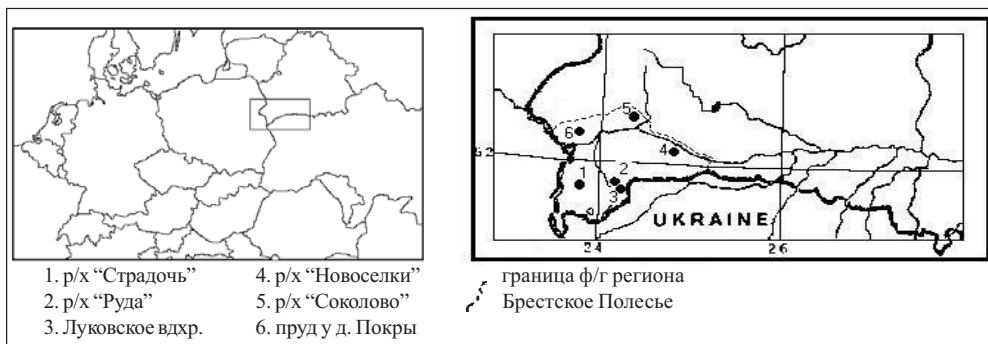 5
6
4
52
1
2
3
UKRAINE
24
26
1. р/х “Страдочь”
2. р/х “Руда”
3. Луковское вдхр.
4. р/х “Новоселки”
5. р/х “Соколово”
6. пруд у д. Покры
граница ф/г региона
Брестское Полесье